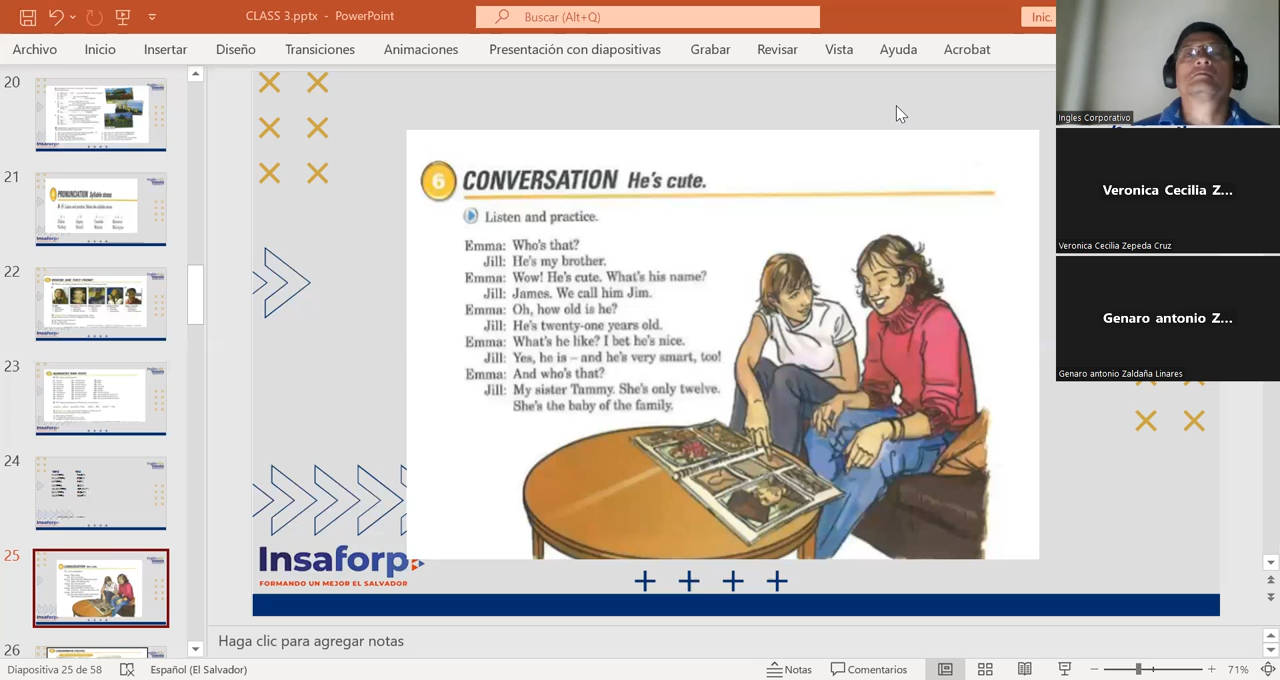 CLASS 3.pptx - PowerPoint
Buscar (Alt+Q)
Inic.
Archivo Inicio Insertar Diseño Transiciones Animaciones Presentación con diapositivas Grabar Revisar Vista Ayuda Acrobat
20
21
22
23
24
25
26
6 CONVERSATION He's cute.
Listen and practice.
Emma: Who's that?
Jill: He's my brother.
Emma: Wow! He's cute. What's his name?
Jill: James. We call him Jim.
Emma: Oh, how old is he?
Jill: He's twenty-one years old.
Emma: What's he like? I bet he's nice.
Jill: Yes, he is – and he's very smart, too!
Emma: And who's that?
Jill: My sister Tammy. She's only twelve.
She's the baby of the family.
Insaforp
FORMANDO UN MEJOR EL SALVADOR
Ingles Corporativo
Veronica Cecilia Z...
Veronica Cecilia Zepeda Cruz
Genaro antonio Z...
Genaro antonio Zaldaña Linares
Haga clic para agregar notas
Diapositiva 25 de 58 Español (El Salvador) Notas Comentarios 71%